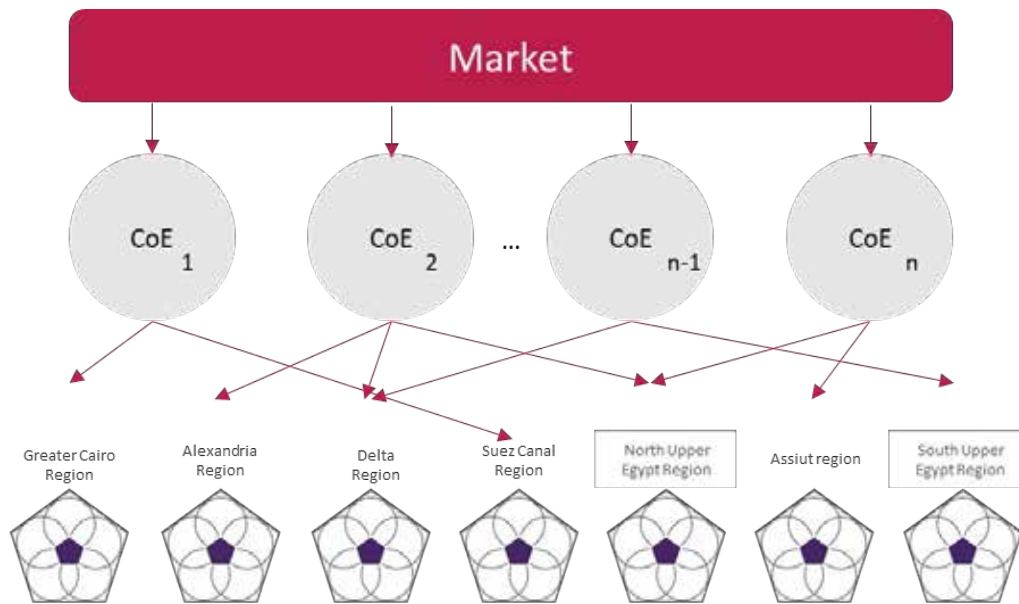 Market
CoE 1
CoE 2
...
CoE n-1
CoE n
Greater Cairo
Region
Alexandria
Region
Delta
Region
Suez Canal
Region
North Upper
Egypt Region
Assiut region
South Upper
Egypt Region